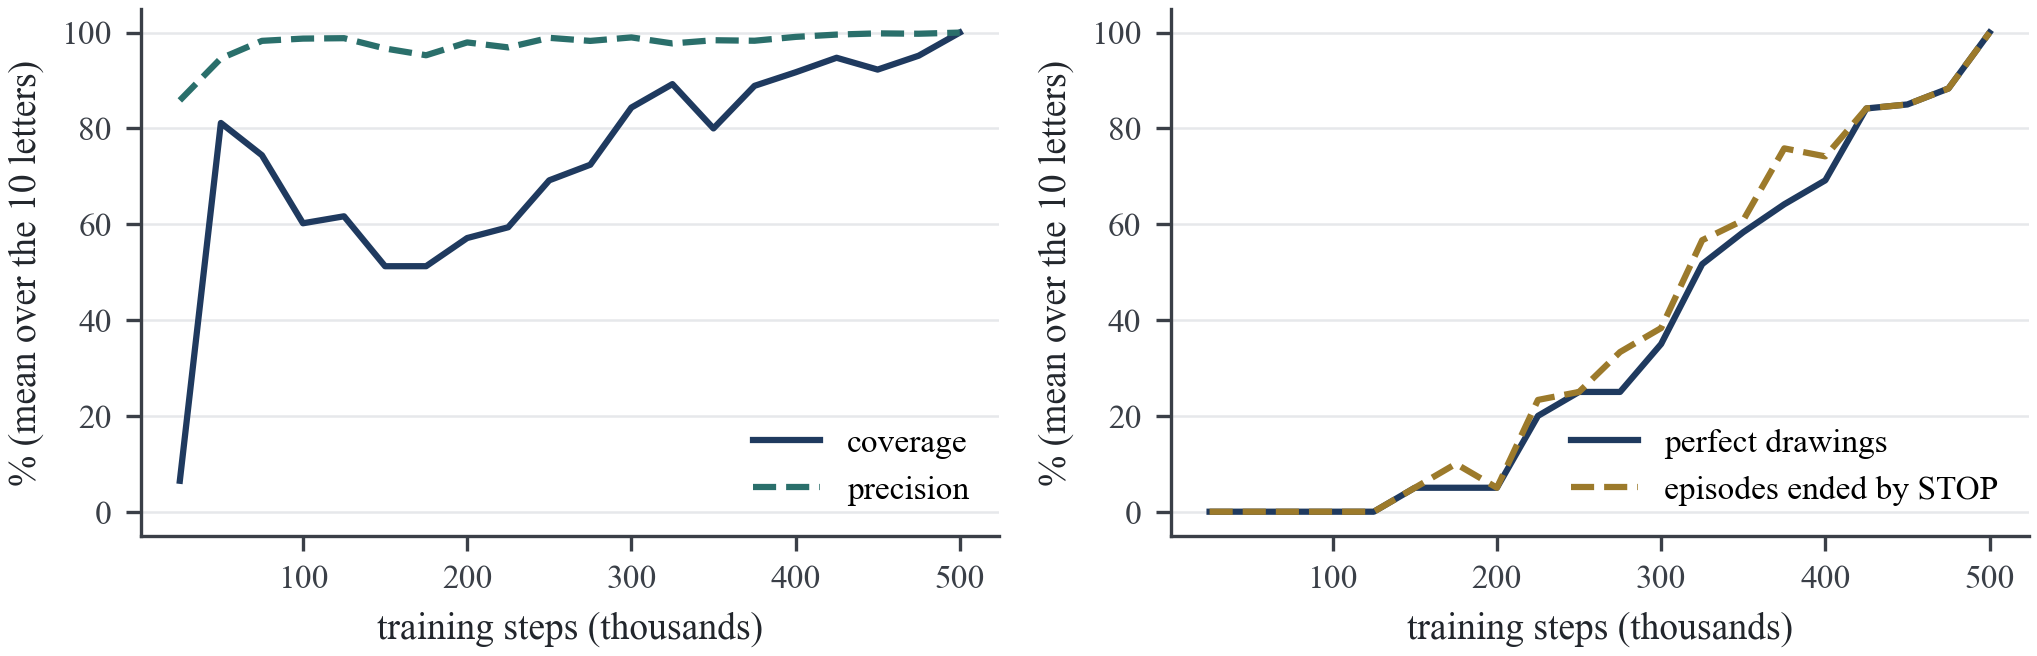 % (mean over the 10 letters)
100
80
60
40
20
0
coverage
precision
100 200 300 400 500
training steps (thousands)
% (mean over the 10 letters)
100
80
60
40
20
0
perfect drawings
episodes ended by STOP
100 200 300 400 500
training steps (thousands)